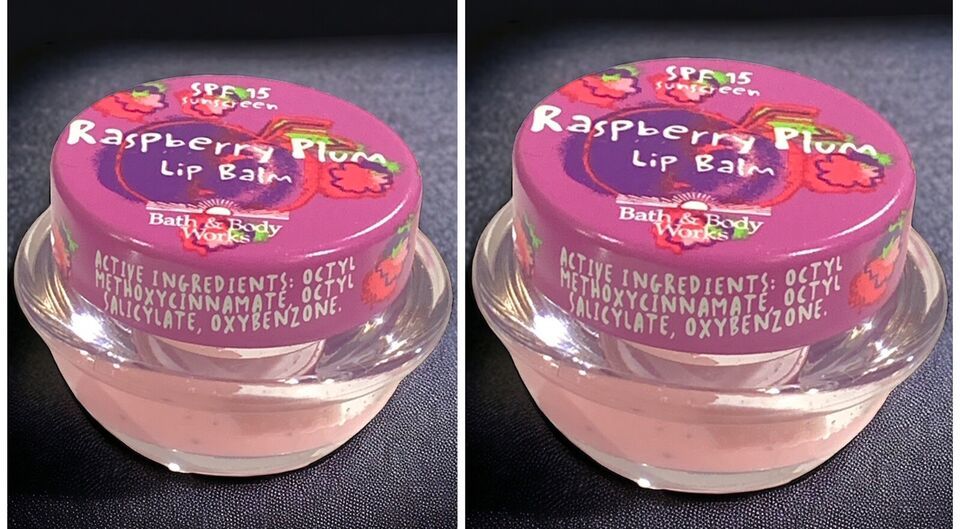 SPF 15
sunscreen
Raspberry Plum
Lip Balm
Bath & Body
Works
ACTIVE INGREDIENTS: OCTYL
METHOXYCINNAMATE, OCTYL
SALICYLATE, OXYBENZONE.
SPF 15
sunscreen
Raspberry Plum
Lip Balm
Bath & Body
Works
ACTIVE INGREDIENTS: OCTYL
METHOXYCINNAMATE, OCTYL
SALICYLATE, OXYBENZONE.